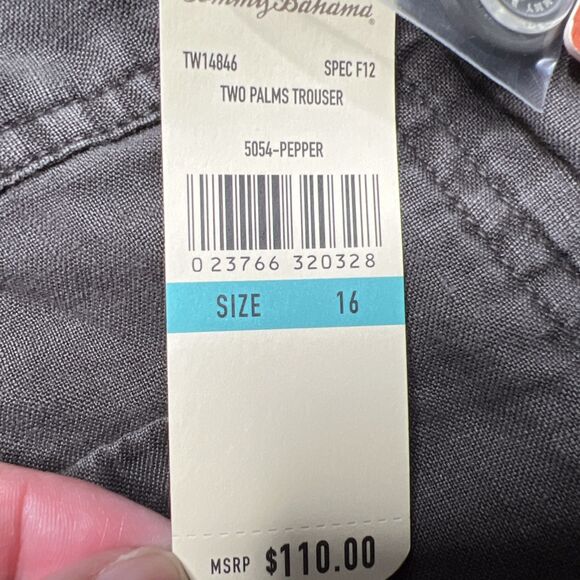 Tommy Bahama®
TW14846 SPEC F12
TWO PALMS TROUSER
5054-PEPPER
0 23766 320328
SIZE 16
MSRP $110.00